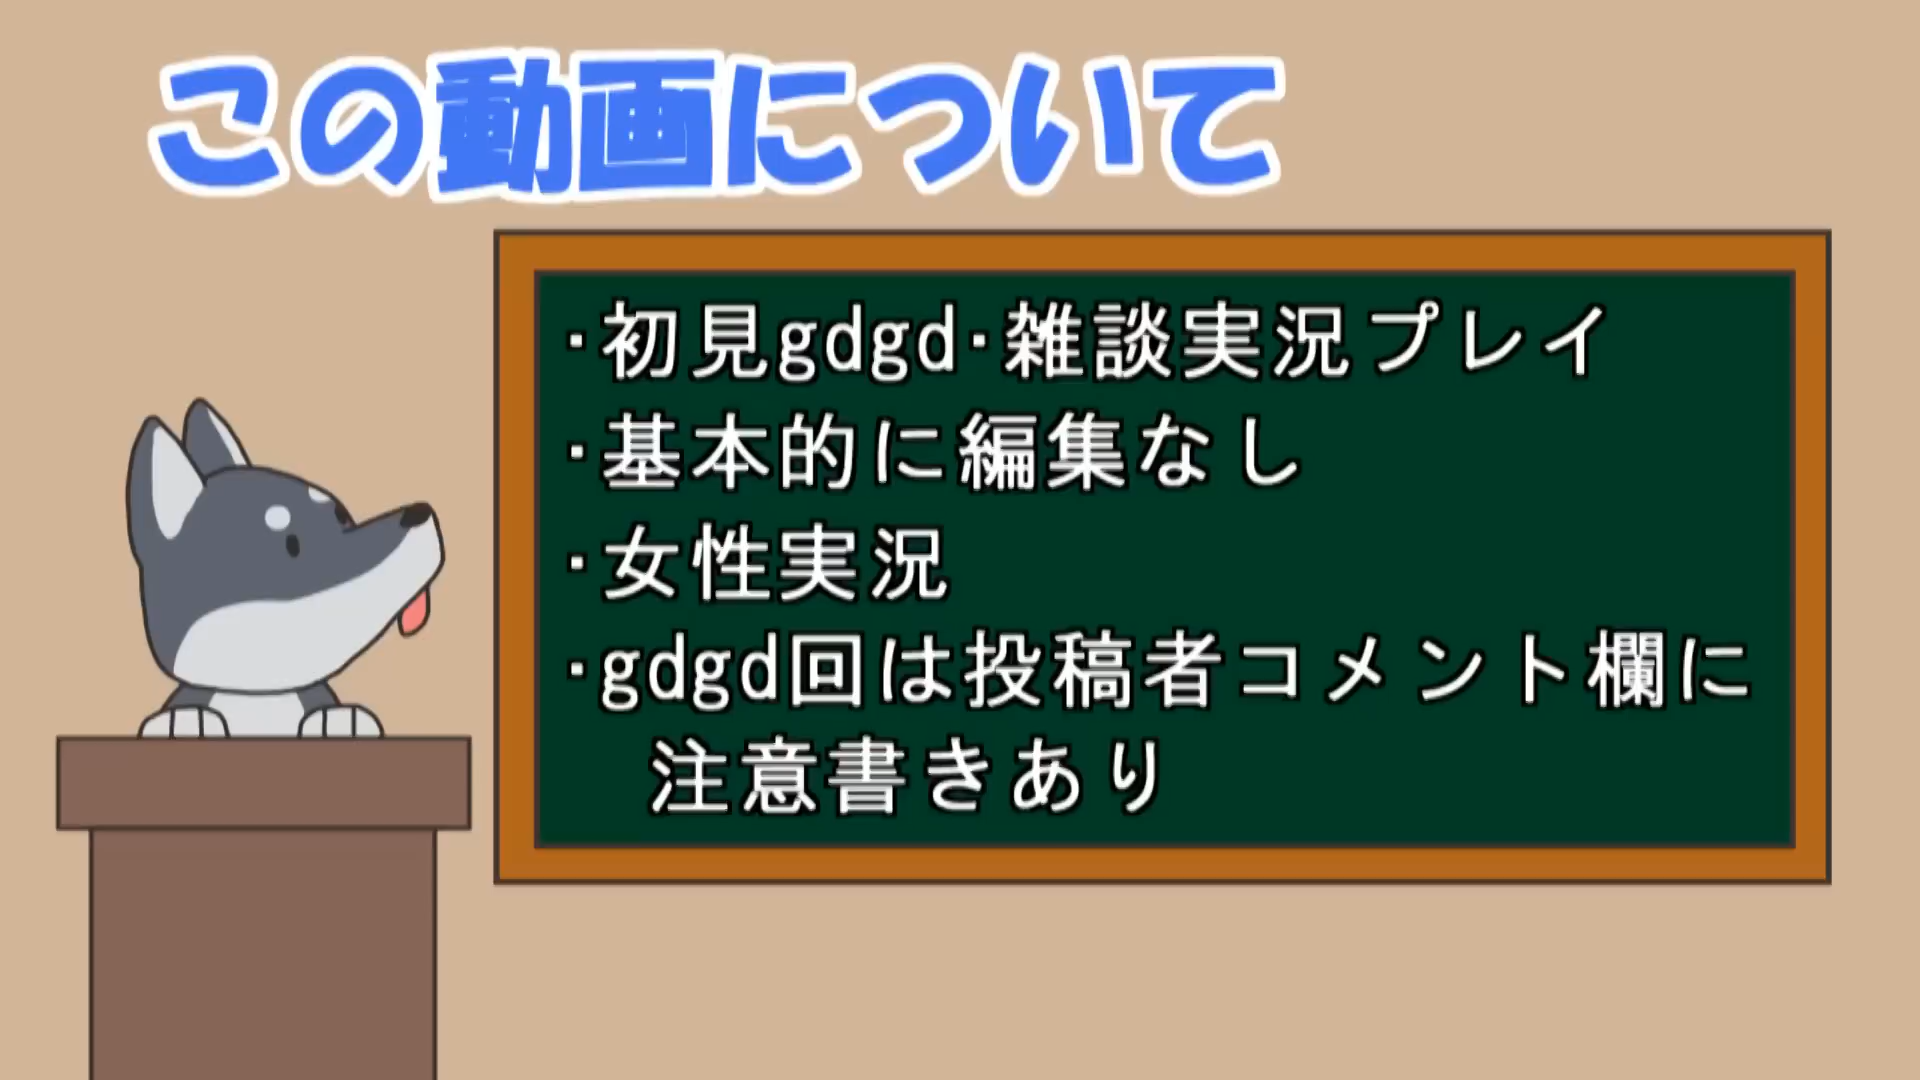 この動画について
・初見gdgd・雑談実況プレイ
・基本的に編集なし
・女性実況
・gdgd回は投稿者コメント欄に
注意書きあり